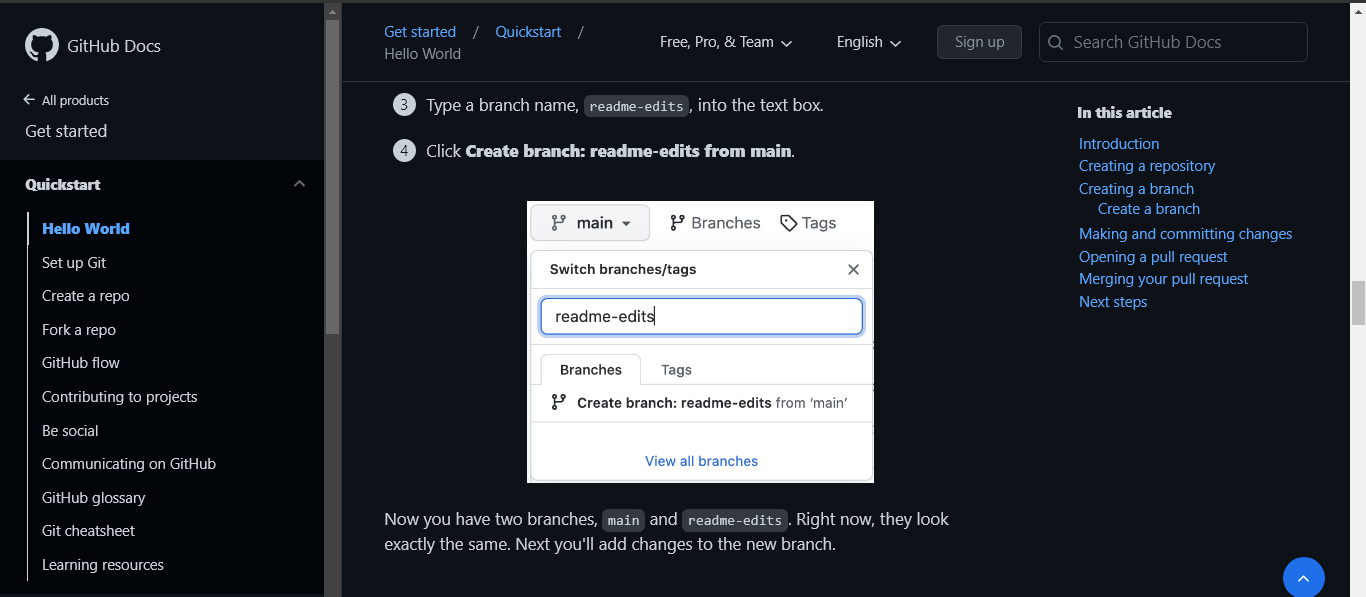 GitHub Docs
All products
Get started
Quickstart
Hello World
Set up Git
Create a repo
Fork a repo
GitHub flow
Contributing to projects
Be social
Communicating on GitHub
GitHub glossary
Git cheatsheet
Learning resources
Get started / Quickstart /
Hello World
Free, Pro, & Team
English
Sign up
Search GitHub Docs
3 Type a branch name, readme-edits, into the text box.
4 Click Create branch: readme-edits from main.
main
Branches
Tags
Switch branches/tags
readme-edits
Branches
Tags
Create branch: readme-edits from ‘main’
View all branches
Now you have two branches, main and readme-edits. Right now, they look
exactly the same. Next you'll add changes to the new branch.
In this article
Introduction
Creating a repository
Creating a branch
Create a branch
Making and committing changes
Opening a pull request
Merging your pull request
Next steps